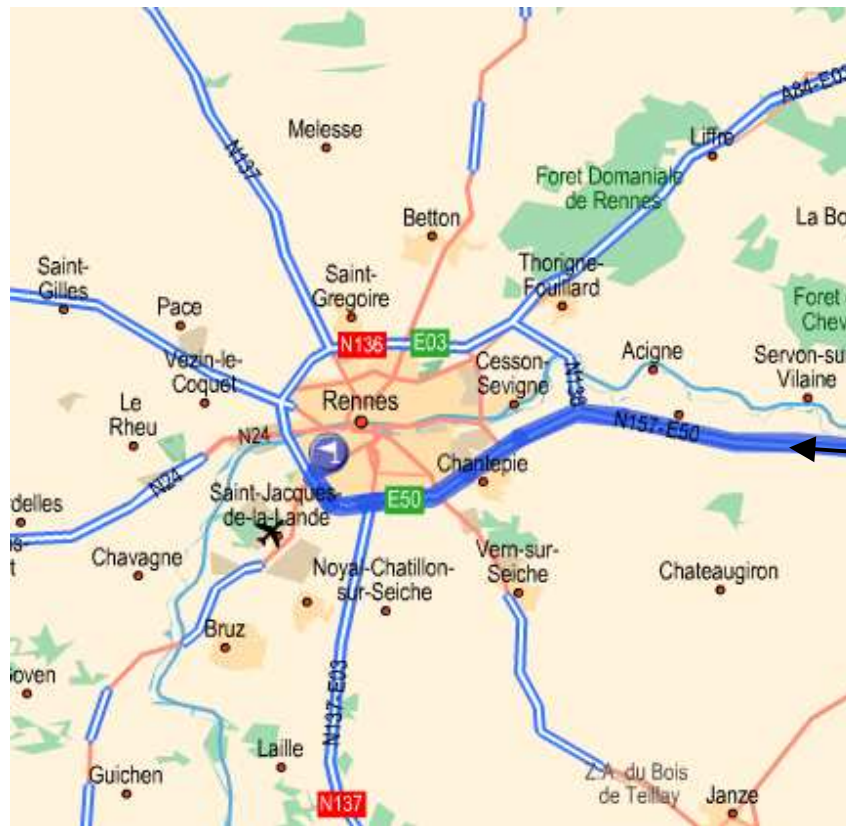 A84-E03
Liffre
Melesse
N137
Foret Domaniale
de Rennes
La Bo
Betton
Saint-
Gilles
Saint-
Gregoire
Thorigne-
Fouillard
Pace
Foret
Chev
N136
E03
Vezin-le-
Coquet
Cesson-
Sevigne
N136
Acigne
Servon-su
Vilaine
Le
Rheu
Rennes
N24
N157-E50
N24
Chantepie
rdelles
Saint-Jacques-
de-la-Lande
E50
s-
t
Chavagne
Noyal-Chatillon-
sur-Seiche
Vern-sur-
Seiche
Chateaugiron
Bruz
oven
N137-E03
Laille
Guichen
N137
Z.A. du Bois
de Teillay
Janze